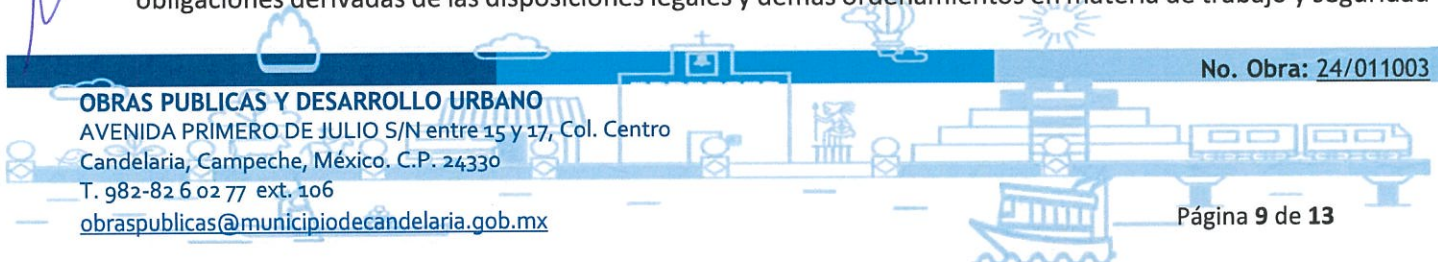 obligaciones derivadas de las disposiciones legales y demás ordenamientos en materia de trabajo y seguridad
No. Obra: 24/011003
OBRAS PUBLICAS Y DESARROLLO URBANO
AVENIDA PRIMERO DE JULIO S/N entre 15 y 17, Col. Centro
Candelaria, Campeche, México. C.P. 24330
T. 982-82 6 02 77 ext. 106
obraspublicas@municipiodecandelaria.gob.mx
Página 9 de 13